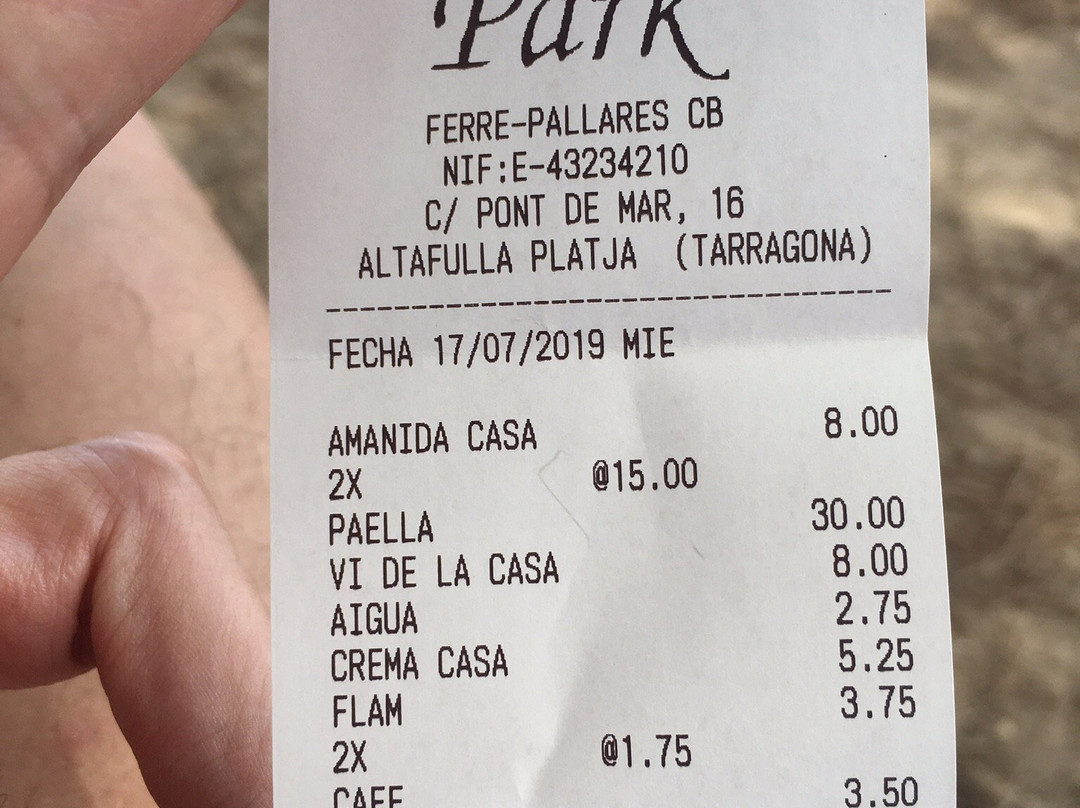 Park
FERRE-PALLARES CB
NIF:E-43234210
C/ PONT DE MAR, 16
ALTAFULLA PLATJA (TARRAGONA)
--------------------------------
FECHA 17/07/2019 MIE
AMANIDA CASA 8.00
2X @15.00
PAELLA 30.00
VI DE LA CASA 8.00
AIGUA 2.75
CREMA CASA 5.25
FLAM 3.75
2X @1.75
CAFE 3.50